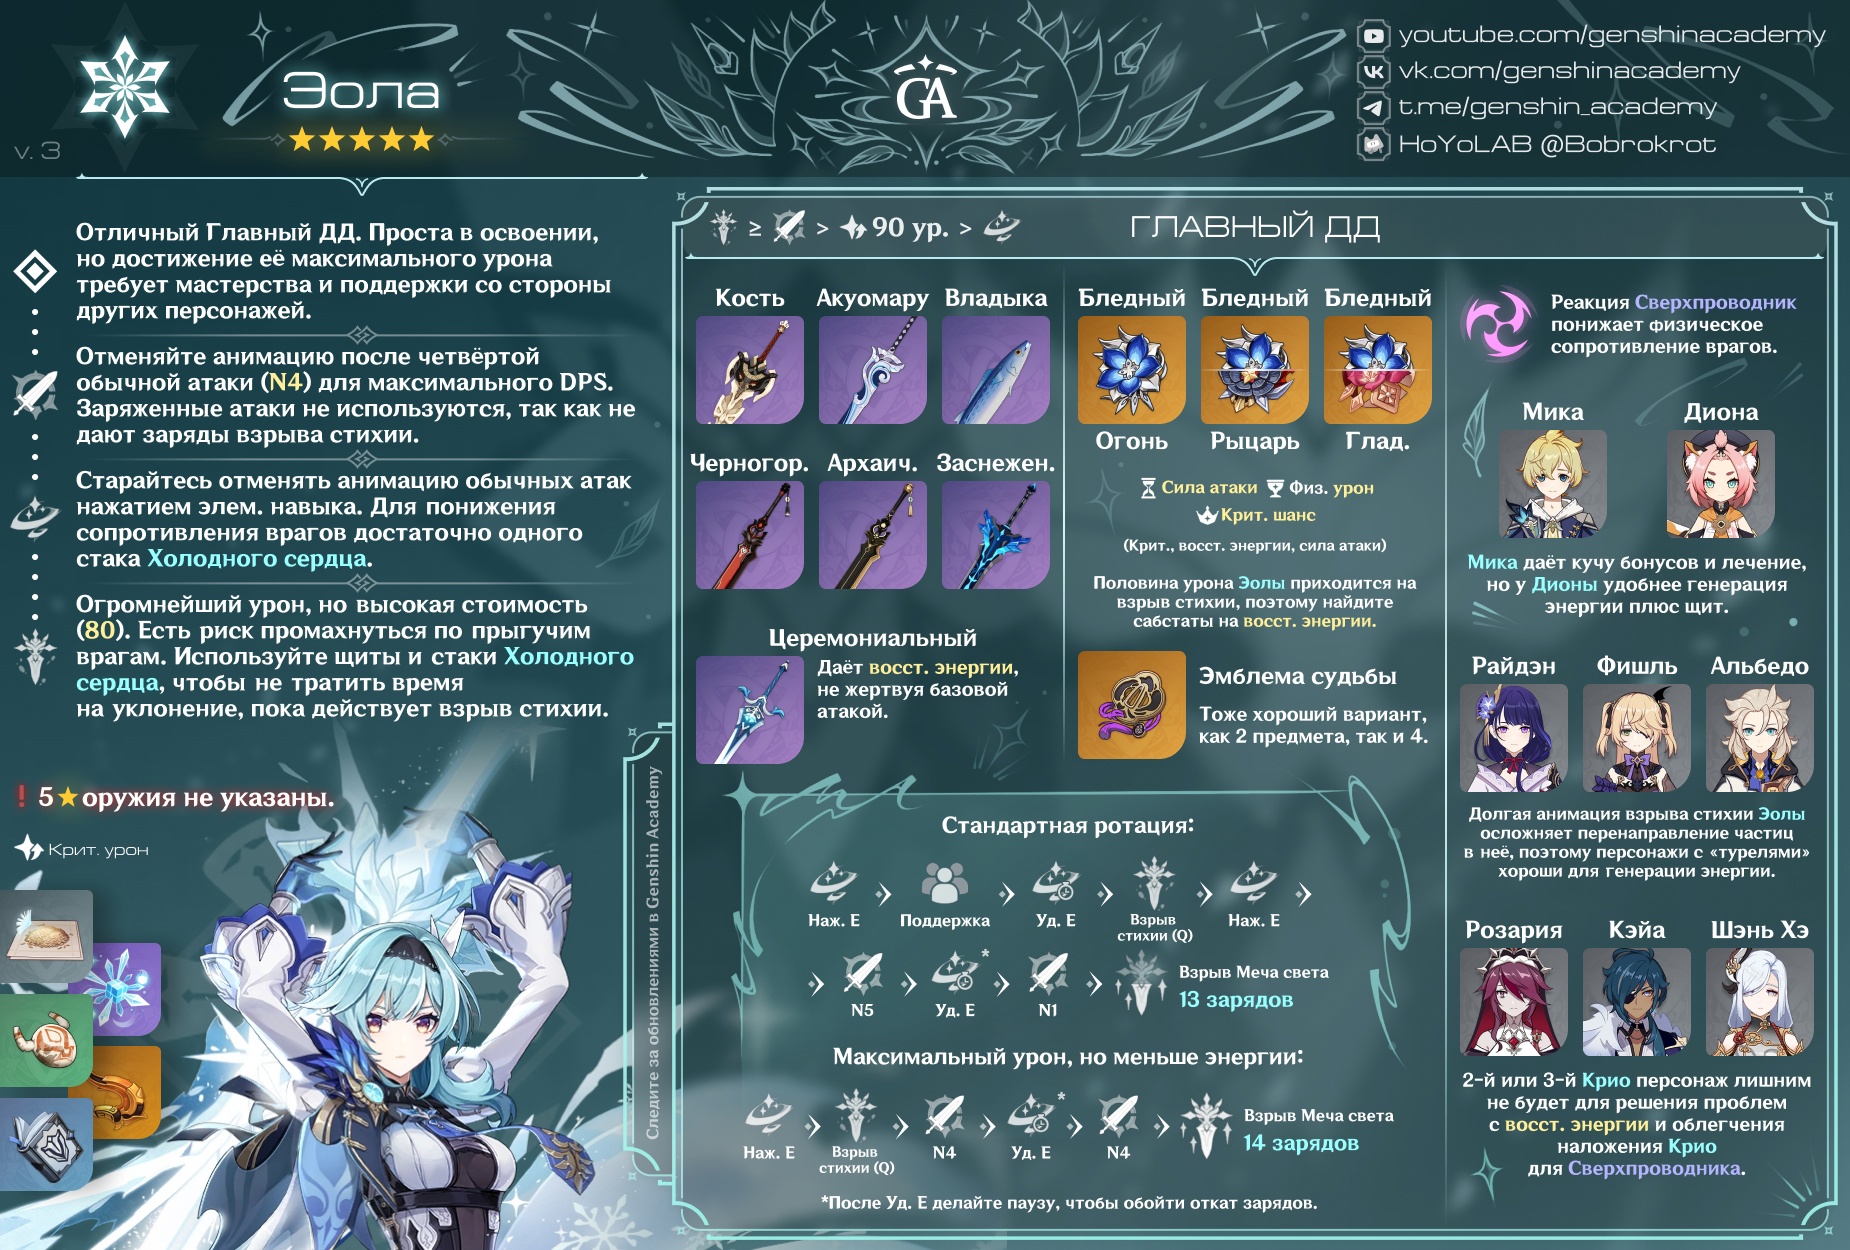 Эола
v. 3
GA
youtube.com/genshinacademy
vk.com/genshinacademy
t.me/genshin_academy
HoYoLAB @Bobrokrot
Отличный Главный ДД. Проста в освоении,
но достижение её максимального урона
требует мастерства и поддержки со стороны
других персонажей.
Отменяйте анимацию после четвёртой
обычной атаки (N4) для максимального DPS.
Заряженные атаки не используются, так как не
дают заряды взрыва стихии.
Старайтесь отменять анимацию обычных атак
нажатием элем. навыка. Для понижения
сопротивления врагов достаточно одного
стака Холодного сердца.
Огромнейший урон, но высокая стоимость
(80). Есть риск промахнуться по прыгучим
врагам. Используйте щиты и стаки Холодного
сердца, чтобы не тратить время
на уклонение, пока действует взрыв стихии.
! 5★оружия не указаны.
Крит. урон
Следите за обновлениями в Genshin Academy
≥ > 90 ур. >
ГЛАВНЫЙ ДД
Кость Акуомару Владыка
Черногор. Архаич. Заснежен.
Церемониальный
Даёт восст. энергии,
не жертвуя базовой
атакой.
Бледный Бледный Бледный
Огонь Рыцарь Глад.
Сила атаки Физ. урон
Крит. шанс
(Крит., восст. энергии, сила атаки)
Половина урона Эолы приходится на
взрыв стихии, поэтому найдите
сабстаты на восст. энергии.
Эмблема судьбы
Тоже хороший вариант,
как 2 предмета, так и 4.
Реакция Сверхпроводник
понижает физическое
сопротивление врагов.
Мика Диона
Мика даёт кучу бонусов и лечение,
но у Дионы удобнее генерация
энергии плюс щит.
Райдэн Фишль Альбедо
Долгая анимация взрыва стихии Эолы
осложняет перенаправление частиц
в неё, поэтому персонажи с «турелями»
хороши для генерации энергии.
Розария Кэйа Шэнь Хэ
2-й или 3-й Крио персонаж лишним
не будет для решения проблем
с восст. энергии и облегчения
наложения Крио
для Сверхпроводника.
Стандартная ротация:
Наж. E Поддержка Уд. E Взрыв Наж. E
стихии (Q)
*
Взрыв Меча света
13 зарядов
N5 Уд. E N1
Максимальный урон, но меньше энергии:
*
Взрыв Меча света
14 зарядов
Наж. E Взрыв N4 Уд. E N4
стихии (Q)
*После Уд. E делайте паузу, чтобы обойти откат зарядов.